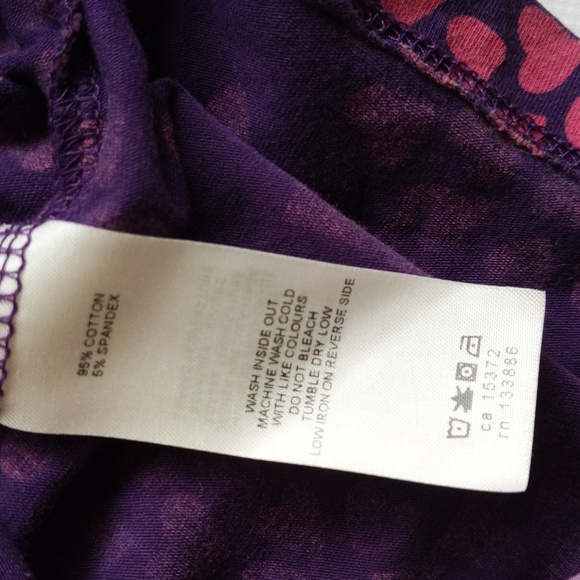 95% COTTON
5% SPANDEX
WASH INSIDE OUT
MACHINE WASH COLD
WITH LIKE COLOURS
DO NOT BLEACH
TUMBLE DRY LOW
LOW IRON ON REVERSE SIDE
ca 15372
rn 133886